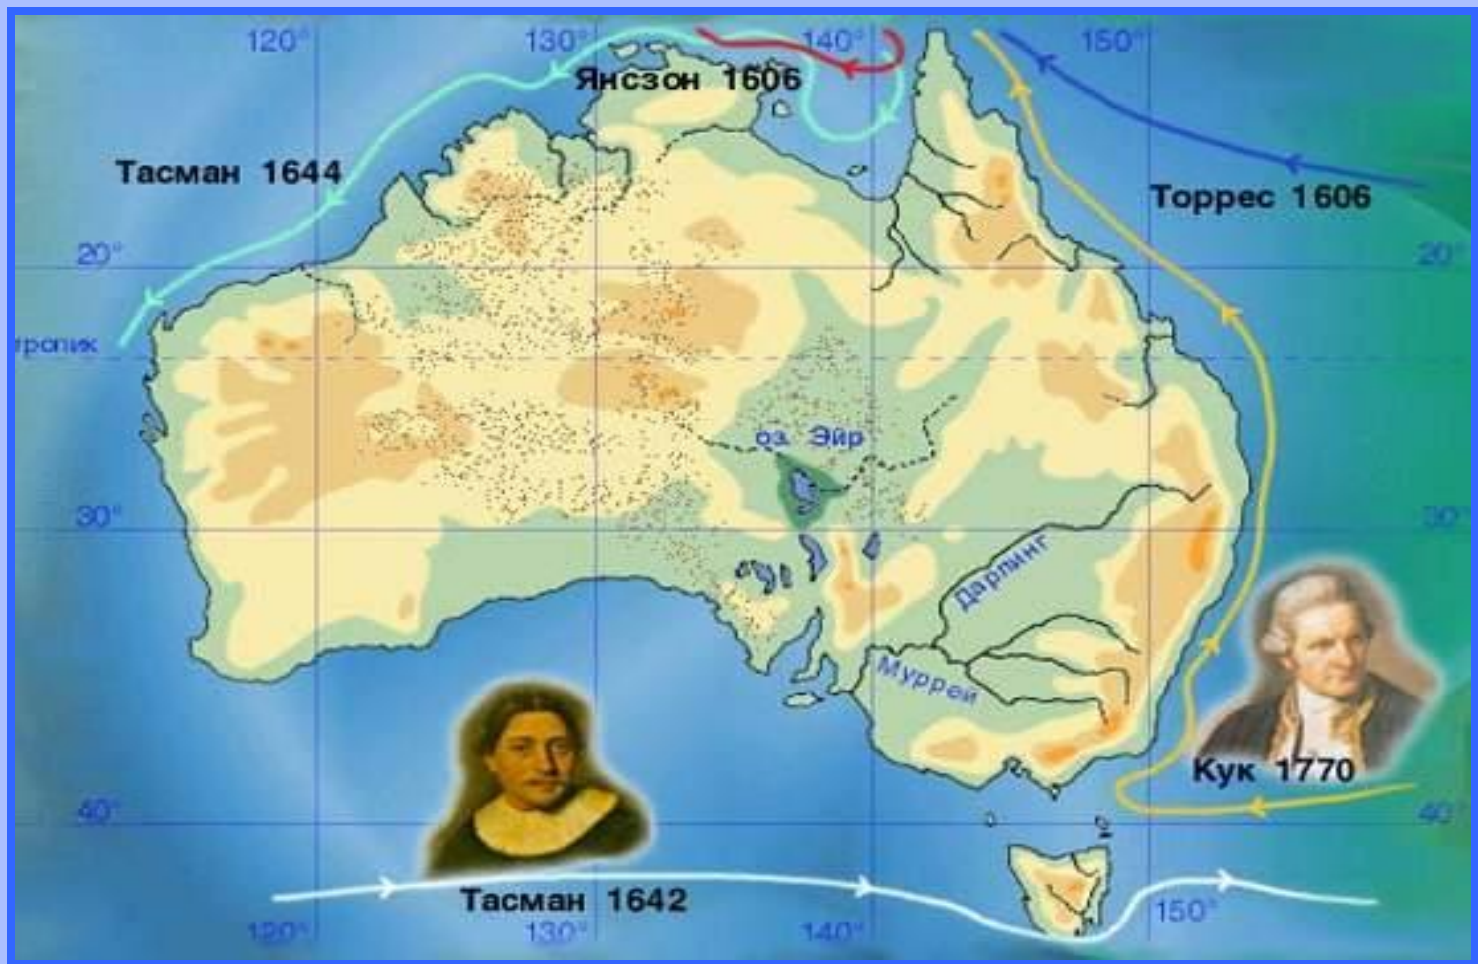 120° 130° 140° 150°
Янсзон 1606
Тасман 1644
Торрес 1606
20° 20°
тропик
оз. Эйр
30° 30°
Дарлинг
Муррей
Кук 1770
40° 40°
Тасман 1642
150°
120° 130° 140°